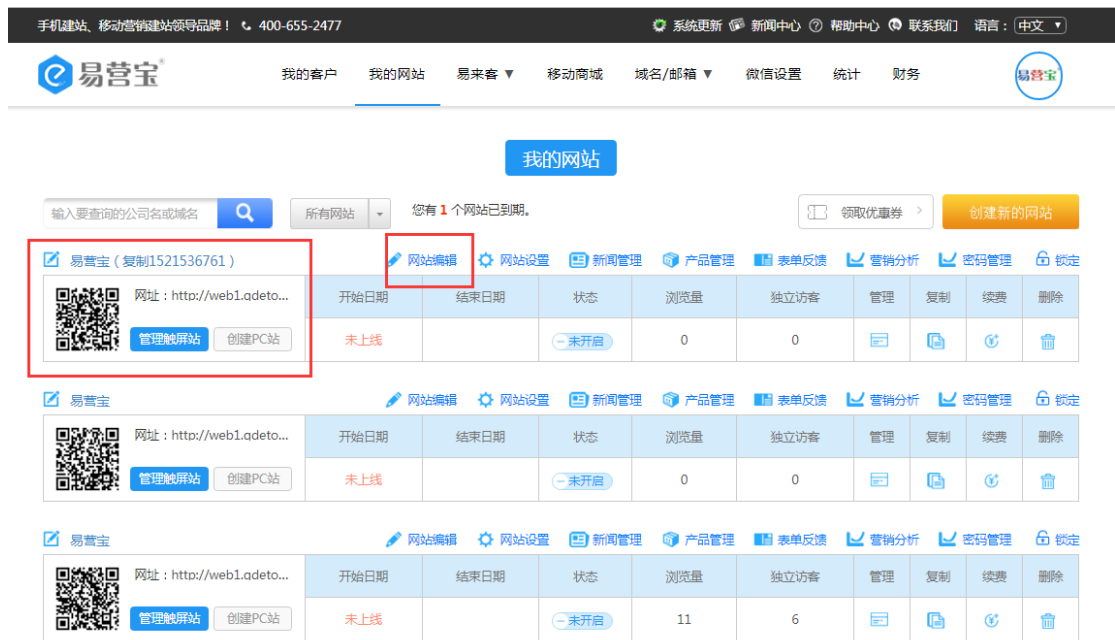 手机建站、移动营销建站领导品牌！ 400-655-2477 系统更新 新闻中心 帮助中心 联系我们 语言： 中文 ▼
易营宝® 我的客户 我的网站 易来客 ▼ 移动商城 域名/邮箱 ▼ 微信设置 统计 财务 易营宝
我的网站
输入要查询的公司名或域名 所有网站 您有 1 个网站已到期。 领取优惠券 > 创建新的网站
易营宝（复制1521536761） 网站编辑 网站设置 新闻管理 产品管理 表单反馈 营销分析 密码管理 锁定
网址：http://web1.qdeto... 开始日期 结束日期 状态 浏览量 独立访客 管理 复制 续费 删除
管理触屏站 创建PC站 未上线 未开启 0 0
易营宝 网站编辑 网站设置 新闻管理 产品管理 表单反馈 营销分析 密码管理 锁定
网址：http://web1.qdeto... 开始日期 结束日期 状态 浏览量 独立访客 管理 复制 续费 删除
管理触屏站 创建PC站 未上线 未开启 0 0
易营宝 网站编辑 网站设置 新闻管理 产品管理 表单反馈 营销分析 密码管理 锁定
网址：http://web1.qdeto... 开始日期 结束日期 状态 浏览量 独立访客 管理 复制 续费 删除
管理触屏站 创建PC站 未上线 未开启 11 6